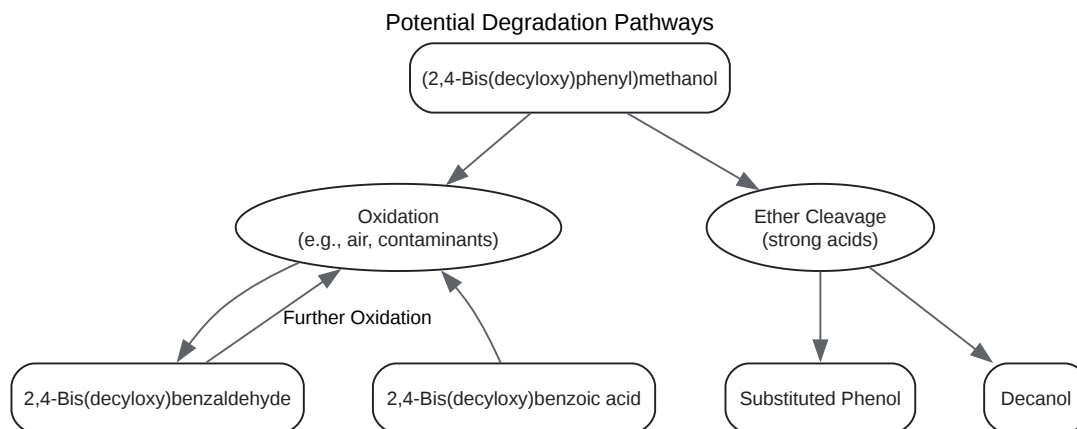 Potential Degradation Pathways
(2,4-Bis(decyloxy)phenyl)methanol
Oxidation
(e.g., air, contaminants)
Ether Cleavage
(strong acids)
Further Oxidation
2,4-Bis(decyloxy)benzaldehyde
2,4-Bis(decyloxy)benzoic acid
Substituted Phenol
Decanol